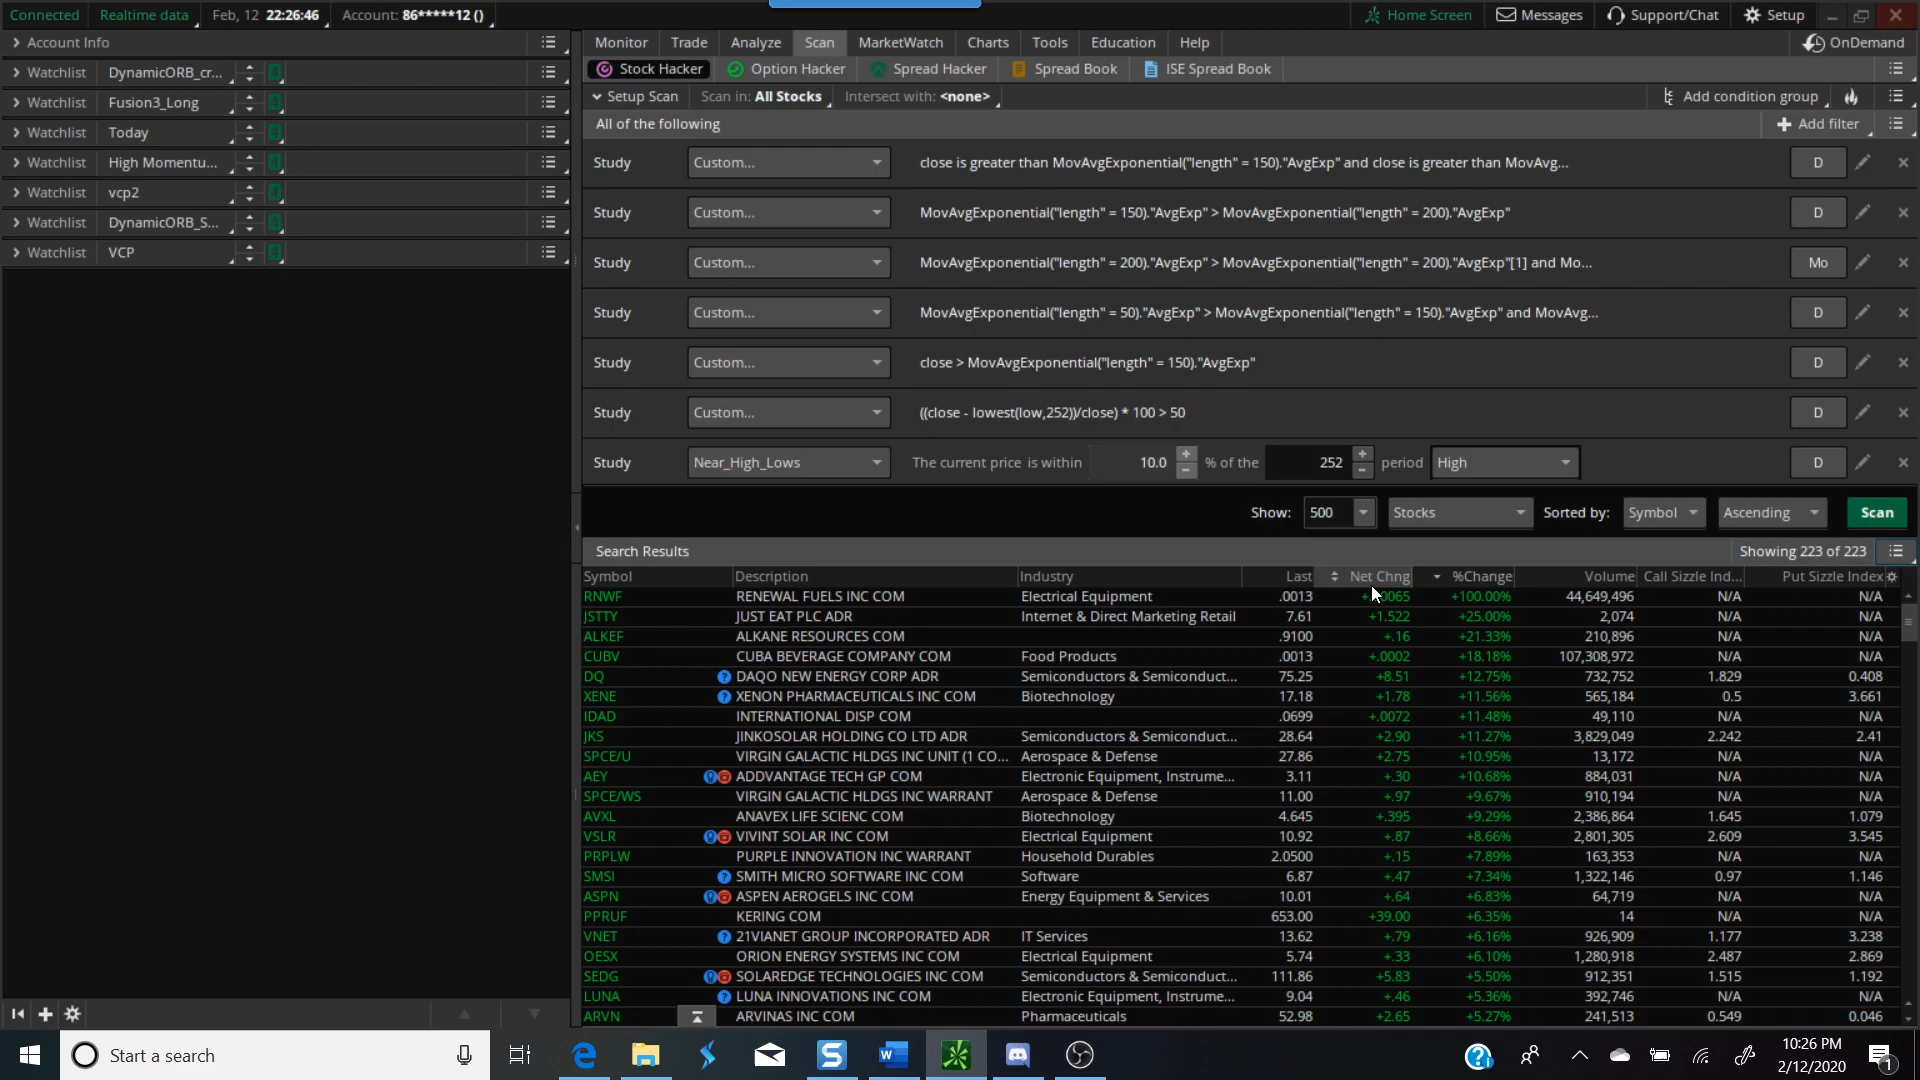 Connected Realtime data Feb, 12 22:26:46 Account: 86*****12 () Home Screen Messages Support/Chat Setup
Account Info
Watchlist DynamicORB_cr...
Watchlist Fusion3_Long
Watchlist Today
Watchlist High Momentu...
Watchlist vcp2
Watchlist DynamicORB_S...
Watchlist VCP
Monitor Trade Analyze Scan MarketWatch Charts Tools Education Help OnDemand
Stock Hacker Option Hacker Spread Hacker Spread Book ISE Spread Book
Setup Scan Scan in: All Stocks Intersect with: <none> Add condition group
All of the following Add filter
Study Custom... close is greater than MovAvgExponential("length" = 150)."AvgExp" and close is greater than MovAvg... D
Study Custom... MovAvgExponential("length" = 150)."AvgExp" > MovAvgExponential("length" = 200)."AvgExp" D
Study Custom... MovAvgExponential("length" = 200)."AvgExp" > MovAvgExponential("length" = 200)."AvgExp"[1] and Mo... Mo
Study Custom... MovAvgExponential("length" = 50)."AvgExp" > MovAvgExponential("length" = 150)."AvgExp" and MovAvg... D
Study Custom... close > MovAvgExponential("length" = 150)."AvgExp" D
Study Custom... ((close - lowest(low,252))/close) * 100 > 50 D
Study Near_High_Lows The current price is within 10.0 % of the 252 period High D
Show: 500 Stocks Sorted by: Symbol Ascending Scan
Search Results Showing 223 of 223
Symbol Description Industry Last Net Chng %Change Volume Call Sizzle Ind... Put Sizzle Index
RNWF RENEWAL FUELS INC COM Electrical Equipment .0013 +100.00% 44,649,496 N/A N/A
JSTTY JUST EAT PLC ADR Internet & Direct Marketing Retail 7.61 +1.522 +25.00% 2,074 N/A N/A
ALKEF ALKANE RESOURCES COM .9100 +.16 +21.33% 210,896 N/A N/A
CUBV CUBA BEVERAGE COMPANY COM Food Products .0013 +.0002 +18.18% 107,308,972 N/A N/A
DQ DAQO NEW ENERGY CORP ADR Semiconductors & Semiconduct... 75.25 +8.51 +12.75% 732,752 1.829 0.408
XENE XENON PHARMACEUTICALS INC COM Biotechnology 17.18 +1.78 +11.56% 565,184 0.5 3.661
IDAD INTERNATIONAL DISP COM .0699 +.0072 +11.48% 49,110 N/A N/A
JKS JINKOSOLAR HOLDING CO LTD ADR Semiconductors & Semiconduct... 28.64 +2.90 +11.27% 3,829,049 2.242 2.41
SPCE/U VIRGIN GALACTIC HLDGS INC UNIT (1 CO... Aerospace & Defense 27.86 +2.75 +10.95% 13,172 N/A N/A
AEY ADDVANTAGE TECH GP COM Electronic Equipment, Instrume... 3.11 +.30 +10.68% 884,031 N/A N/A
SPCE/WS VIRGIN GALACTIC HLDGS INC WARRANT Aerospace & Defense 11.00 +.97 +9.67% 910,194 N/A N/A
AVXL ANAVEX LIFE SCIENC COM Biotechnology 4.645 +.395 +9.29% 2,386,864 1.645 1.079
VSLR VIVINT SOLAR INC COM Electrical Equipment 10.92 +.87 +8.66% 2,801,305 2.609 3.545
PRPLW PURPLE INNOVATION INC WARRANT Household Durables 2.0500 +.15 +7.89% 163,353 N/A N/A
SMSI SMITH MICRO SOFTWARE INC COM Software 6.87 +.47 +7.34% 1,322,146 0.97 1.146
ASPN ASPEN AEROGELS INC COM Energy Equipment & Services 10.01 +.64 +6.83% 64,719 N/A N/A
PPRUF KERING COM 653.00 +39.00 +6.35% 14 N/A N/A
VNET 21VIANET GROUP INCORPORATED ADR IT Services 13.62 +.79 +6.16% 926,909 1.177 3.238
OESX ORION ENERGY SYSTEMS INC COM Electrical Equipment 5.74 +.33 +6.10% 1,280,918 2.487 2.869
SEDG SOLAREDGE TECHNOLOGIES INC COM Semiconductors & Semiconduct... 111.86 +5.83 +5.50% 912,351 1.515 1.192
LUNA LUNA INNOVATIONS INC COM Electronic Equipment, Instrume... 9.04 +.46 +5.36% 392,746 N/A N/A
ARVN ARVINAS INC COM Pharmaceuticals 52.98 +2.65 +5.27% 241,513 0.549 0.046
Start a search
10:26 PM
2/12/2020
1